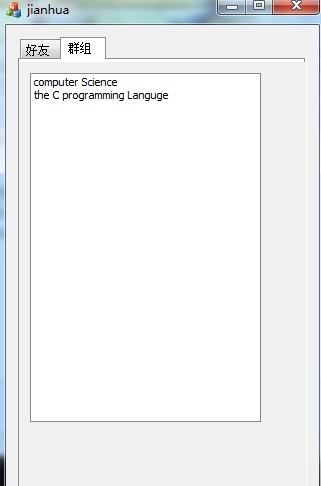 jianhua
好友
群组
computer Science
the C programming Languge